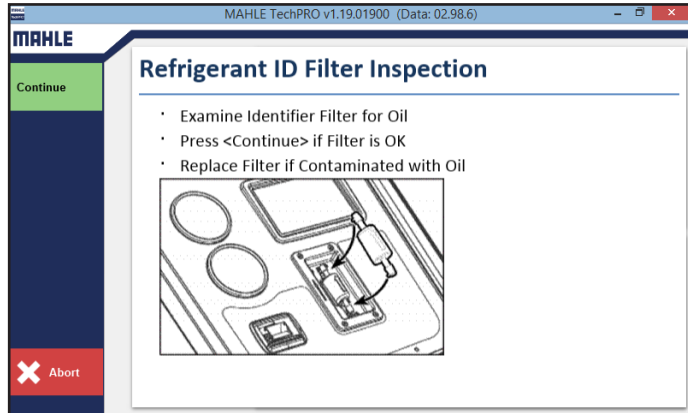 MAHLE TechPRO v1.19.01900 (Data: 02.98.6)
MAHLE
Continue
Refrigerant ID Filter Inspection
· Examine Identifier Filter for Oil
· Press <Continue> if Filter is OK
· Replace Filter if Contaminated with Oil
Abort